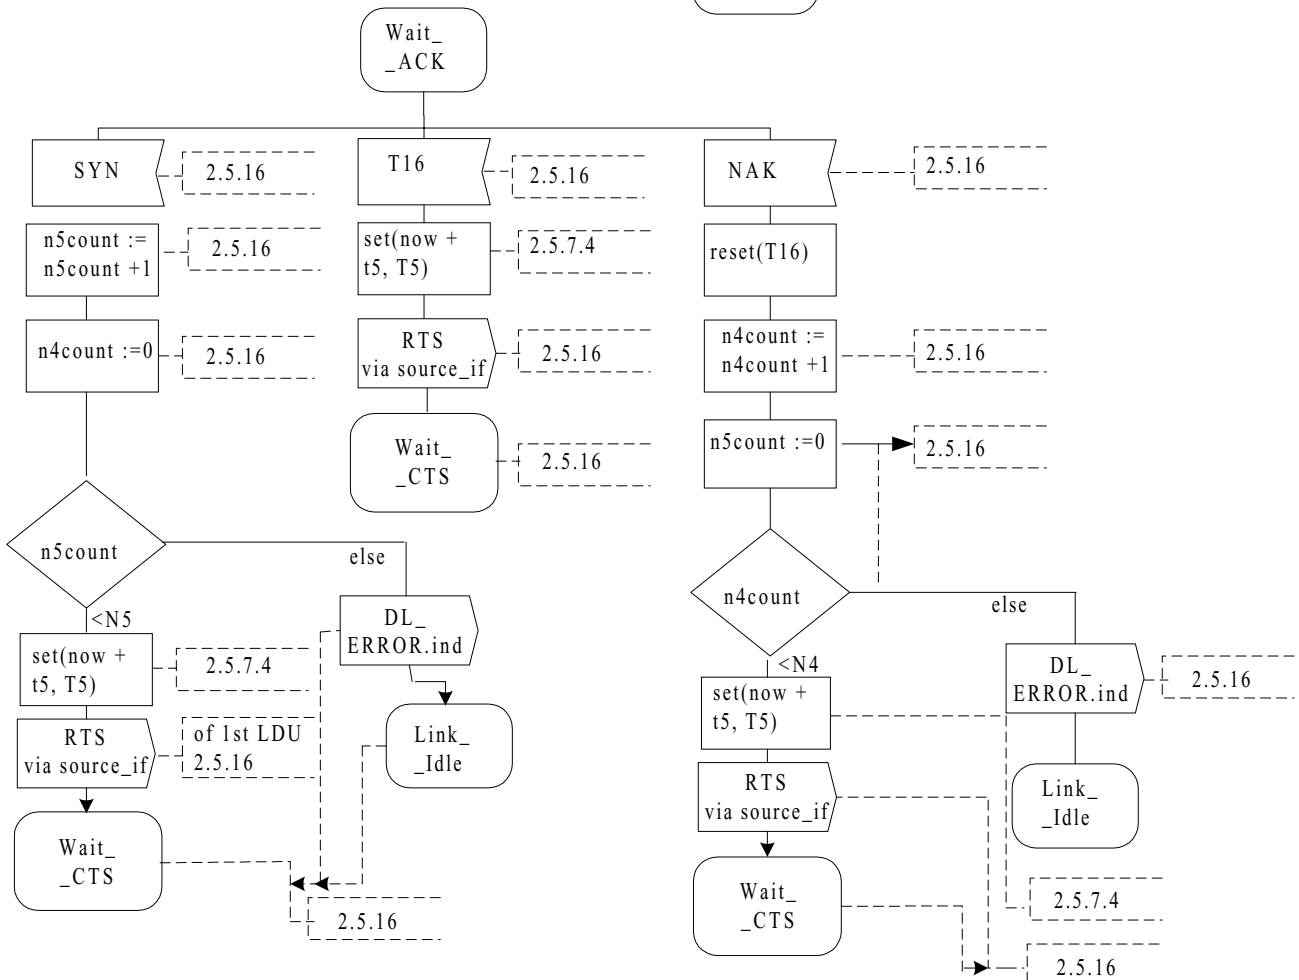 Wait_
_ACK
SYN
2.5.16
T16
2.5.16
NAK
2.5.16
n5count :=
n5count +1
2.5.16
set(now +
t5, T5)
2.5.7.4
reset(T16)
n4count :=0
2.5.16
RTS
via source_if
2.5.16
n4count :=
n4count +1
2.5.16
Wait_
_CTS
2.5.16
n5count :=0
2.5.16
n5count
else
<N5
DL_
ERROR.ind
set(now +
t5, T5)
2.5.7.4
RTS
via source_if
of 1st LDU
2.5.16
Link_
_Idle
Wait_
_CTS
2.5.16
n4count
else
<N4
DL_
ERROR.ind
2.5.16
set(now +
t5, T5)
RTS
via source_if
Link_
_Idle
Wait_
_CTS
2.5.7.4
2.5.16